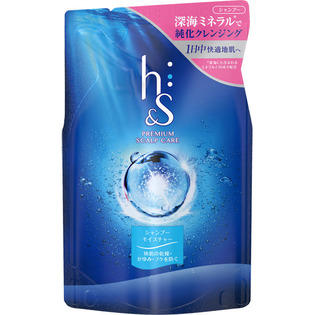 シャンプー
深海ミネラル*で
純化クレンジング
1日中快適地肌へ
h&s
PREMIUM
SCALP CARE
シャンプー
モイスチャー
地肌の乾燥・
かゆみ・フケを防ぐ